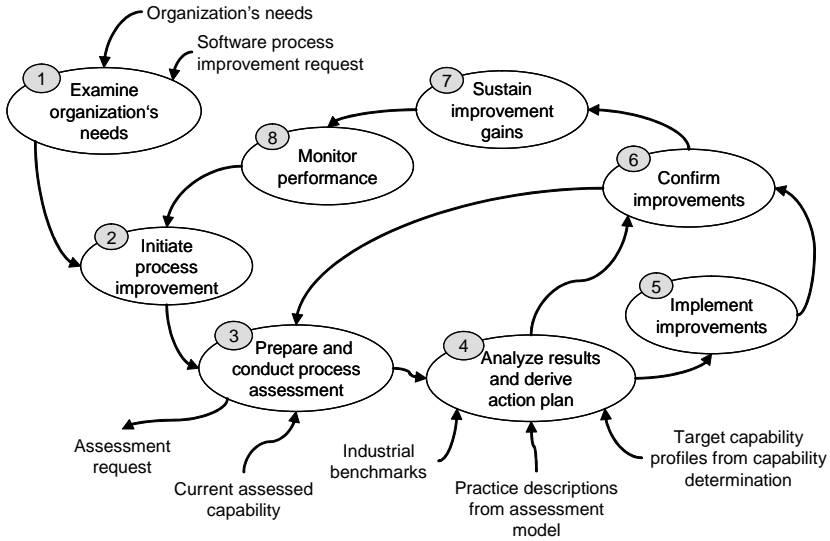 Organization's needs
Software process
improvement request
1
Examine
organization‘s
needs
7
Sustain
improvement
gains
8
Monitor
performance
6
Confirm
improvements
2
Initiate
process
improvement
5
Implement
improvements
3
Prepare and
conduct process
assessment
4
Analyze results
and derive
action plan
Assessment
request
Current assessed
capability
Industrial
benchmarks
Practice descriptions
from assessment
model
Target capability
profiles from capability
determination